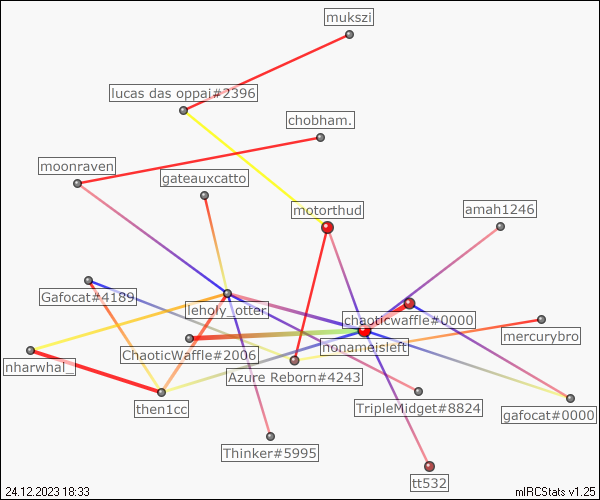 mukszi
lucas das oppai#2396
chobham.
moonraven
gateauxcatto
motorthud
amah1246
Gafocat#4189
leholy_otter
chaoticwaffle#0000
mercurybro
nonameisleft
ChaoticWaffle#2006
nharwhal_
Azure Reborn#4243
then1cc
TripleMidget#8824
gafocat#0000
Thinker#5995
tt532
24.12.2023 18:33
mIRCStats v1.25